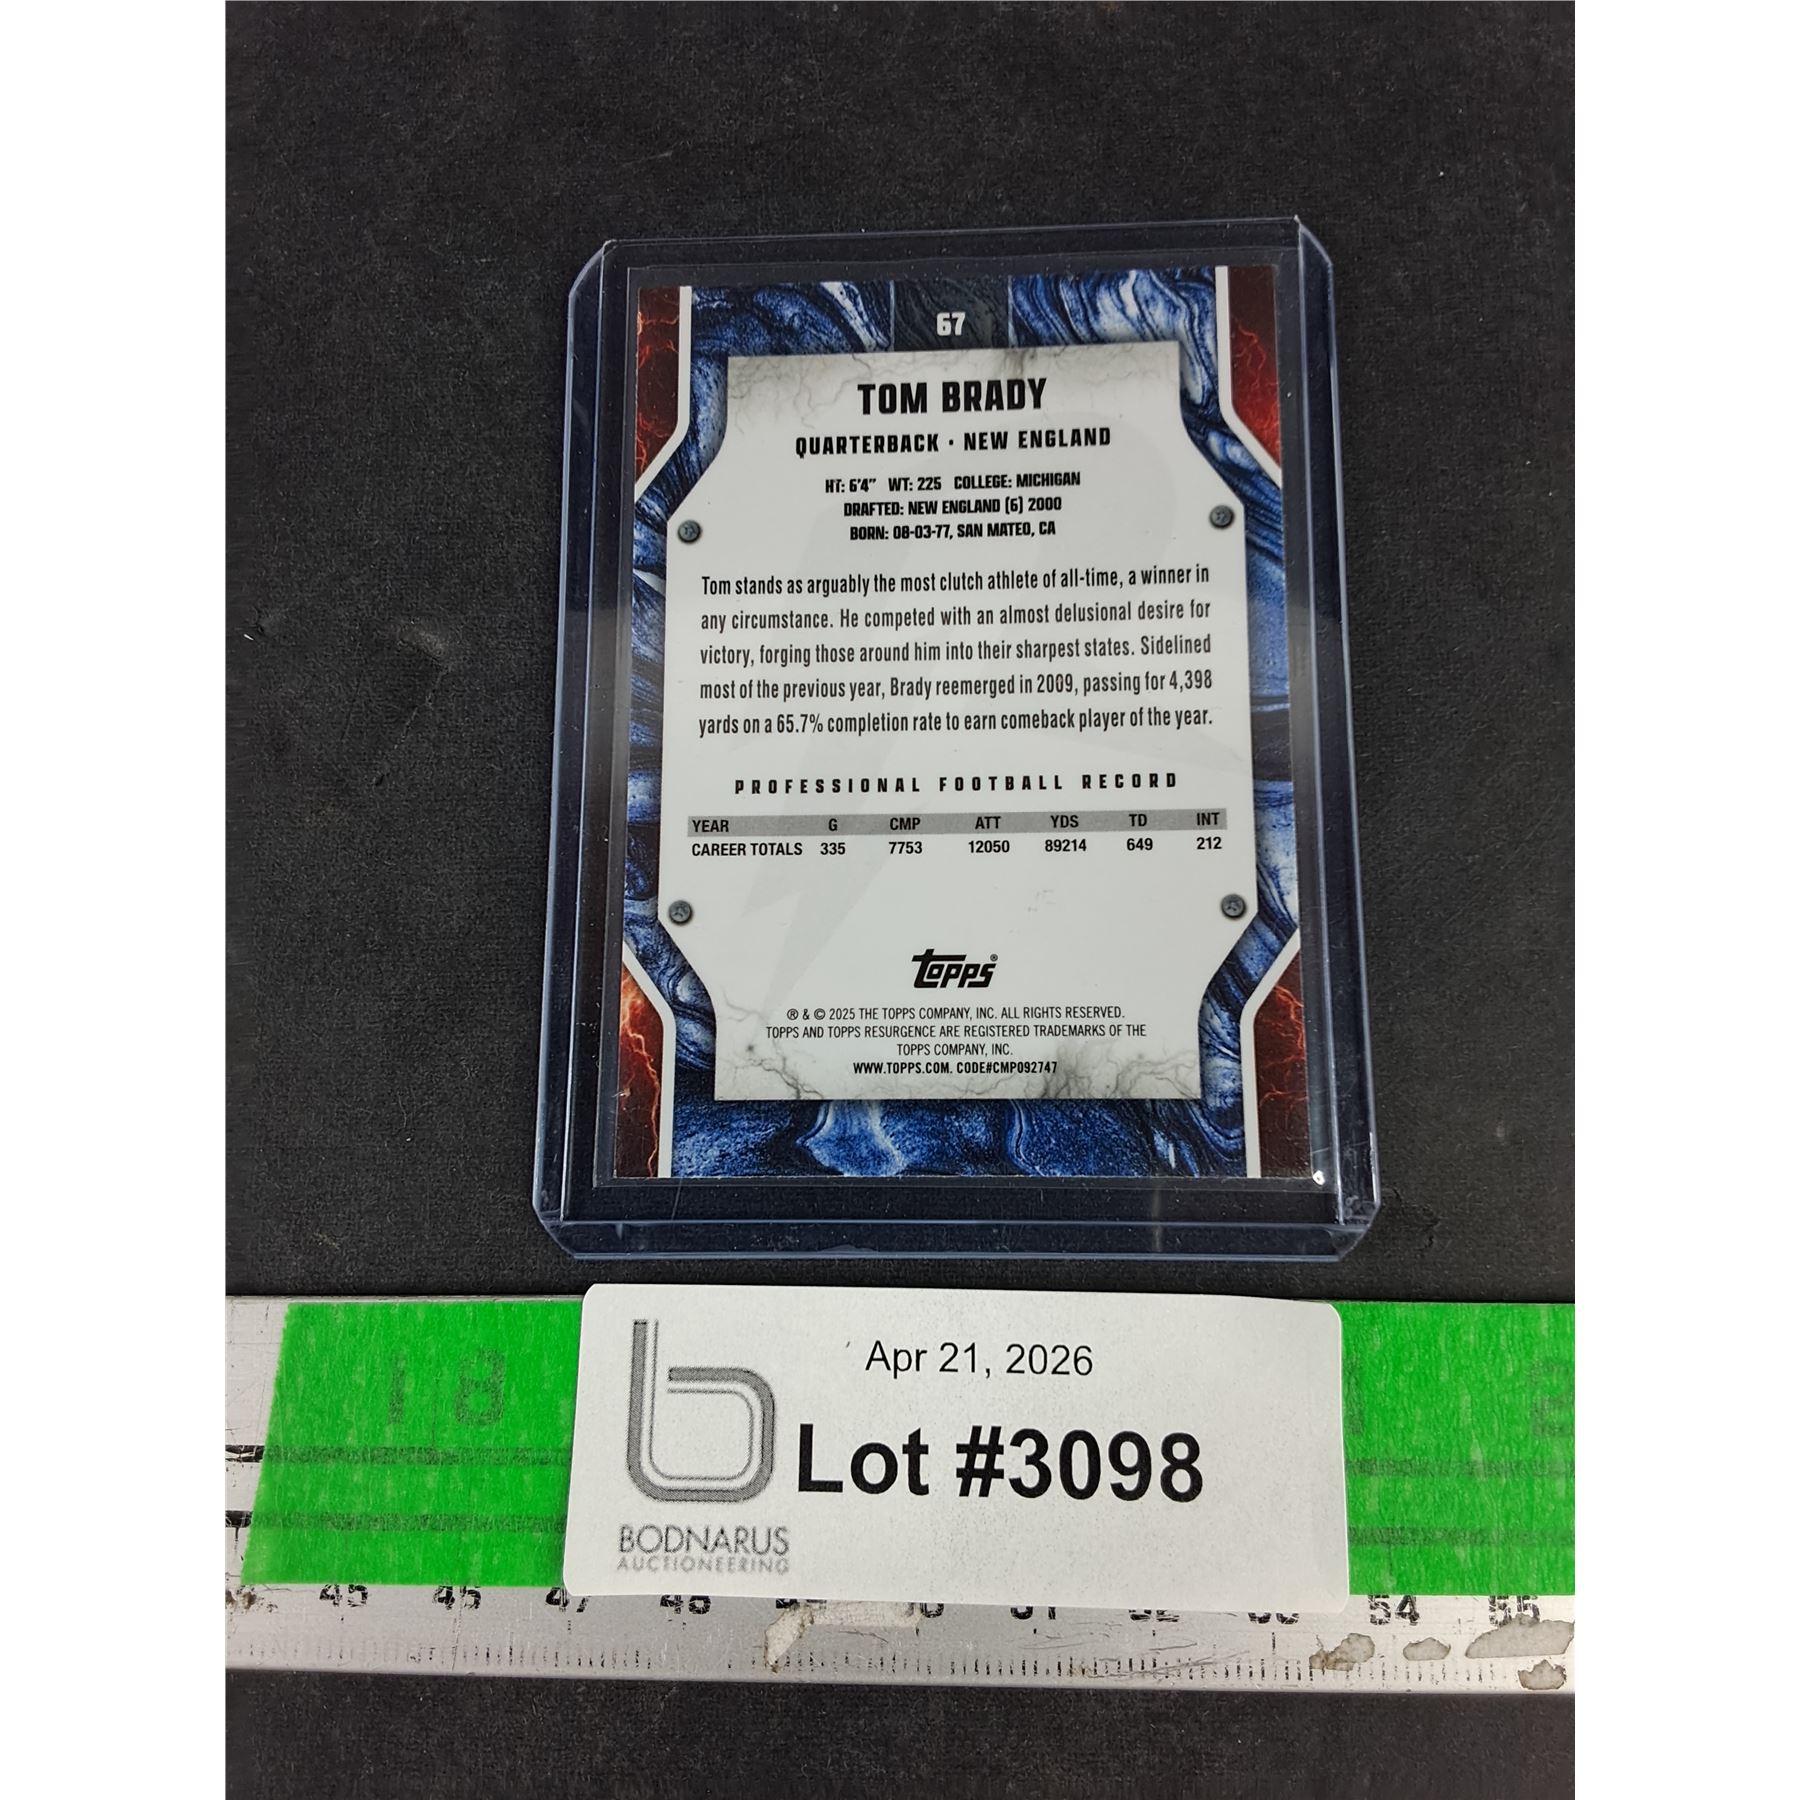 67
TOM BRADY
QUARTERBACK • NEW ENGLAND
HT: 6'4" WT: 225 COLLEGE: MICHIGAN
DRAFTED: NEW ENGLAND (6) 2000
BORN: 08-03-77, SAN MATEO, CA
Tom stands as arguably the most clutch athlete of all-time, a winner in
any circumstance. He competed with an almost delusional desire for
victory, forging those around him into their sharpest states. Sidelined
most of the previous year, Brady reemerged in 2009, passing for 4,398
yards on a 65.7% completion rate to earn comeback player of the year.
PROFESSIONAL FOOTBALL RECORD
YEAR G CMP ATT YDS TD INT
CAREER TOTALS 335 7753 12050 89214 649 212
topps®
® & © 2025 THE TOPPS COMPANY, INC. ALL RIGHTS RESERVED.
TOPPS AND TOPPS RESURGENCE ARE REGISTERED TRADEMARKS OF THE
TOPPS COMPANY, INC.
WWW.TOPPS.COM. CODE#CMP092747
Apr 21, 2026
Lot #3098
b
BODNARUS
AUCTIONEERING
18
45 46 47 48 52 54 55